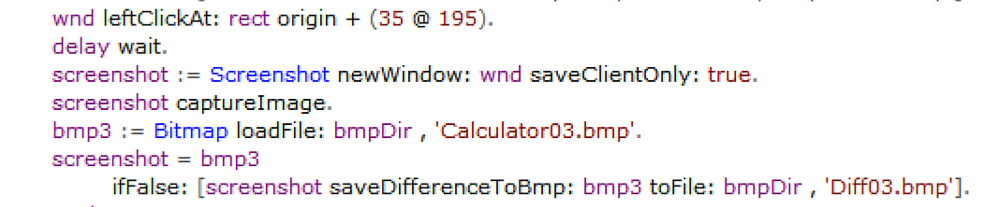 wnd leftClickAt: rect origin + (35 @ 195).
delay wait.
screenshot := Screenshot newWindow: wnd saveClientOnly: true.
screenshot captureImage.
bmp3 := Bitmap loadFile: bmpDir , 'Calculator03.bmp'.
screenshot = bmp3
ifFalse: [screenshot saveDifferenceToBmp: bmp3 toFile: bmpDir , 'Diff03.bmp'].